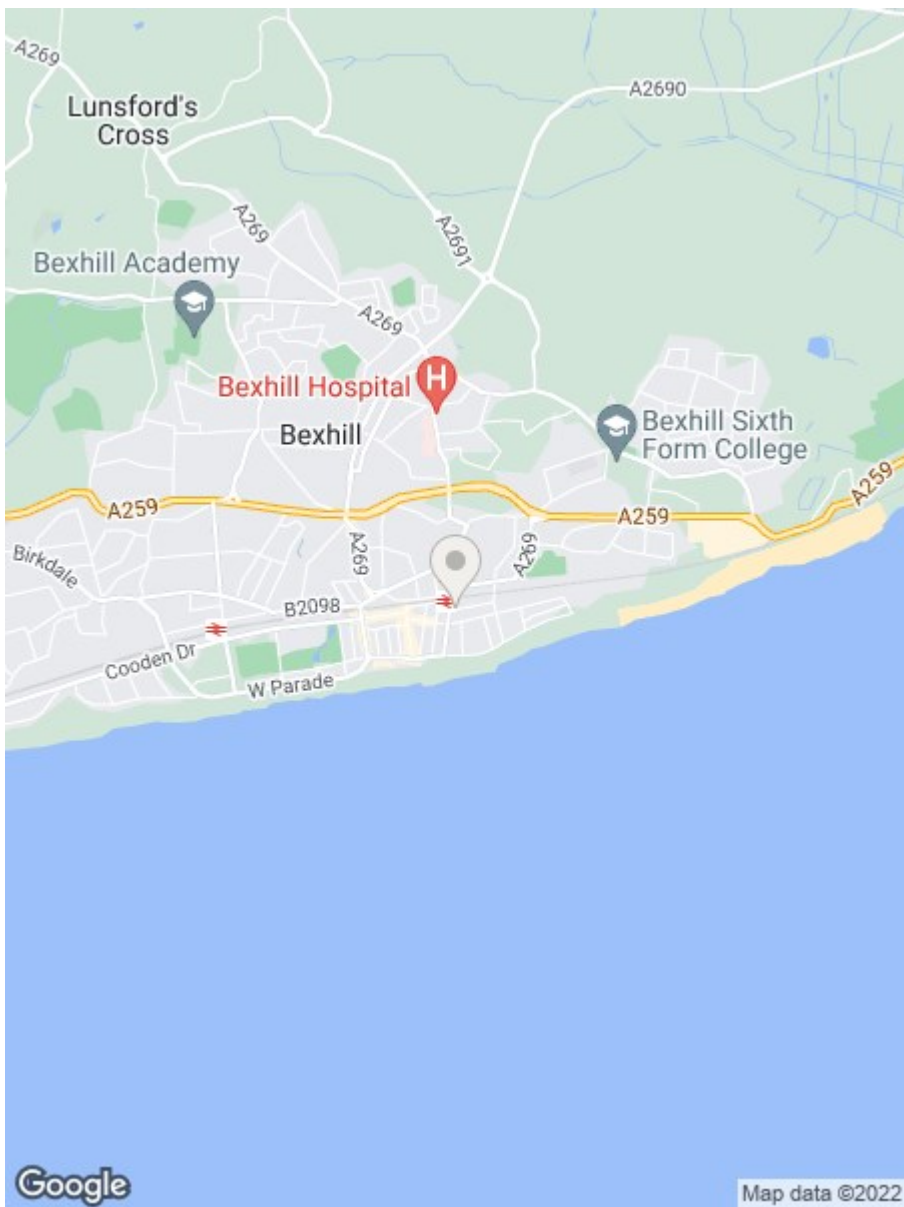 A269
A2690
Lunsford's
Cross
A269
A2691
Bexhill Academy
A269
Bexhill Hospital
H
Bexhill
Bexhill Sixth
Form College
A259
A259
A259
Birkdale
A269
A269
B2098
Cooden Dr
W Parade
Google
Map data ©2022